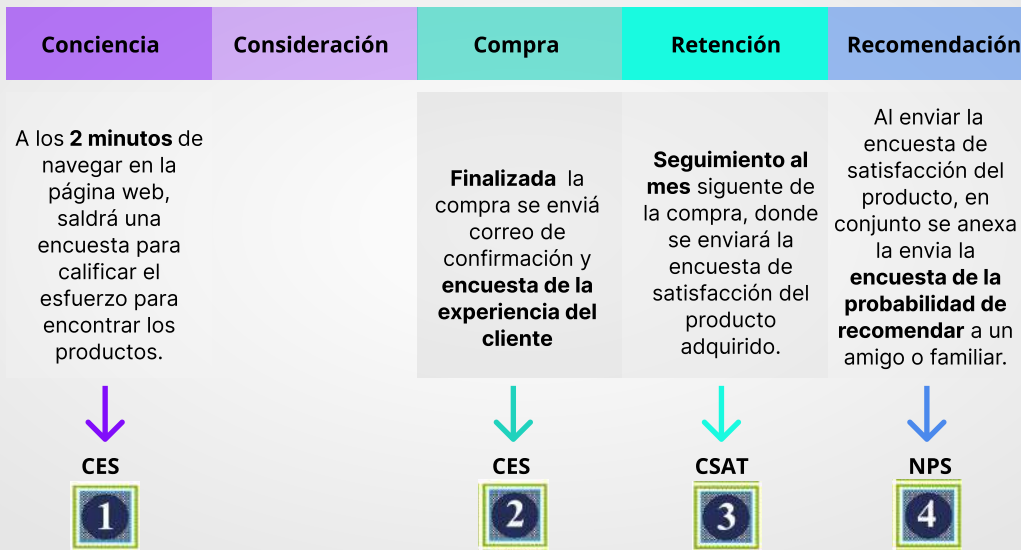 Conciencia
Consideración
Compra
Retención
Recomendación
A los 2 minutos de
navegar en la
página web,
saldrá una
encuesta para
calificar el
esfuerzo para
encontrar los
productos.
Finalizada la
compra se enviá
correo de
confirmación y
encuesta de la
experiencia del
cliente
Seguimiento al
mes siguente de
la compra, donde
se enviará la
encuesta de
satisfacción del
producto
adquirido.
Al enviar la
encuesta de
satisfacción del
producto, en
conjunto se anexa
la envia la
encuesta de la
probabilidad de
recomendar a un
amigo o familiar.
CES
CES
CSAT
NPS
1
2
3
4